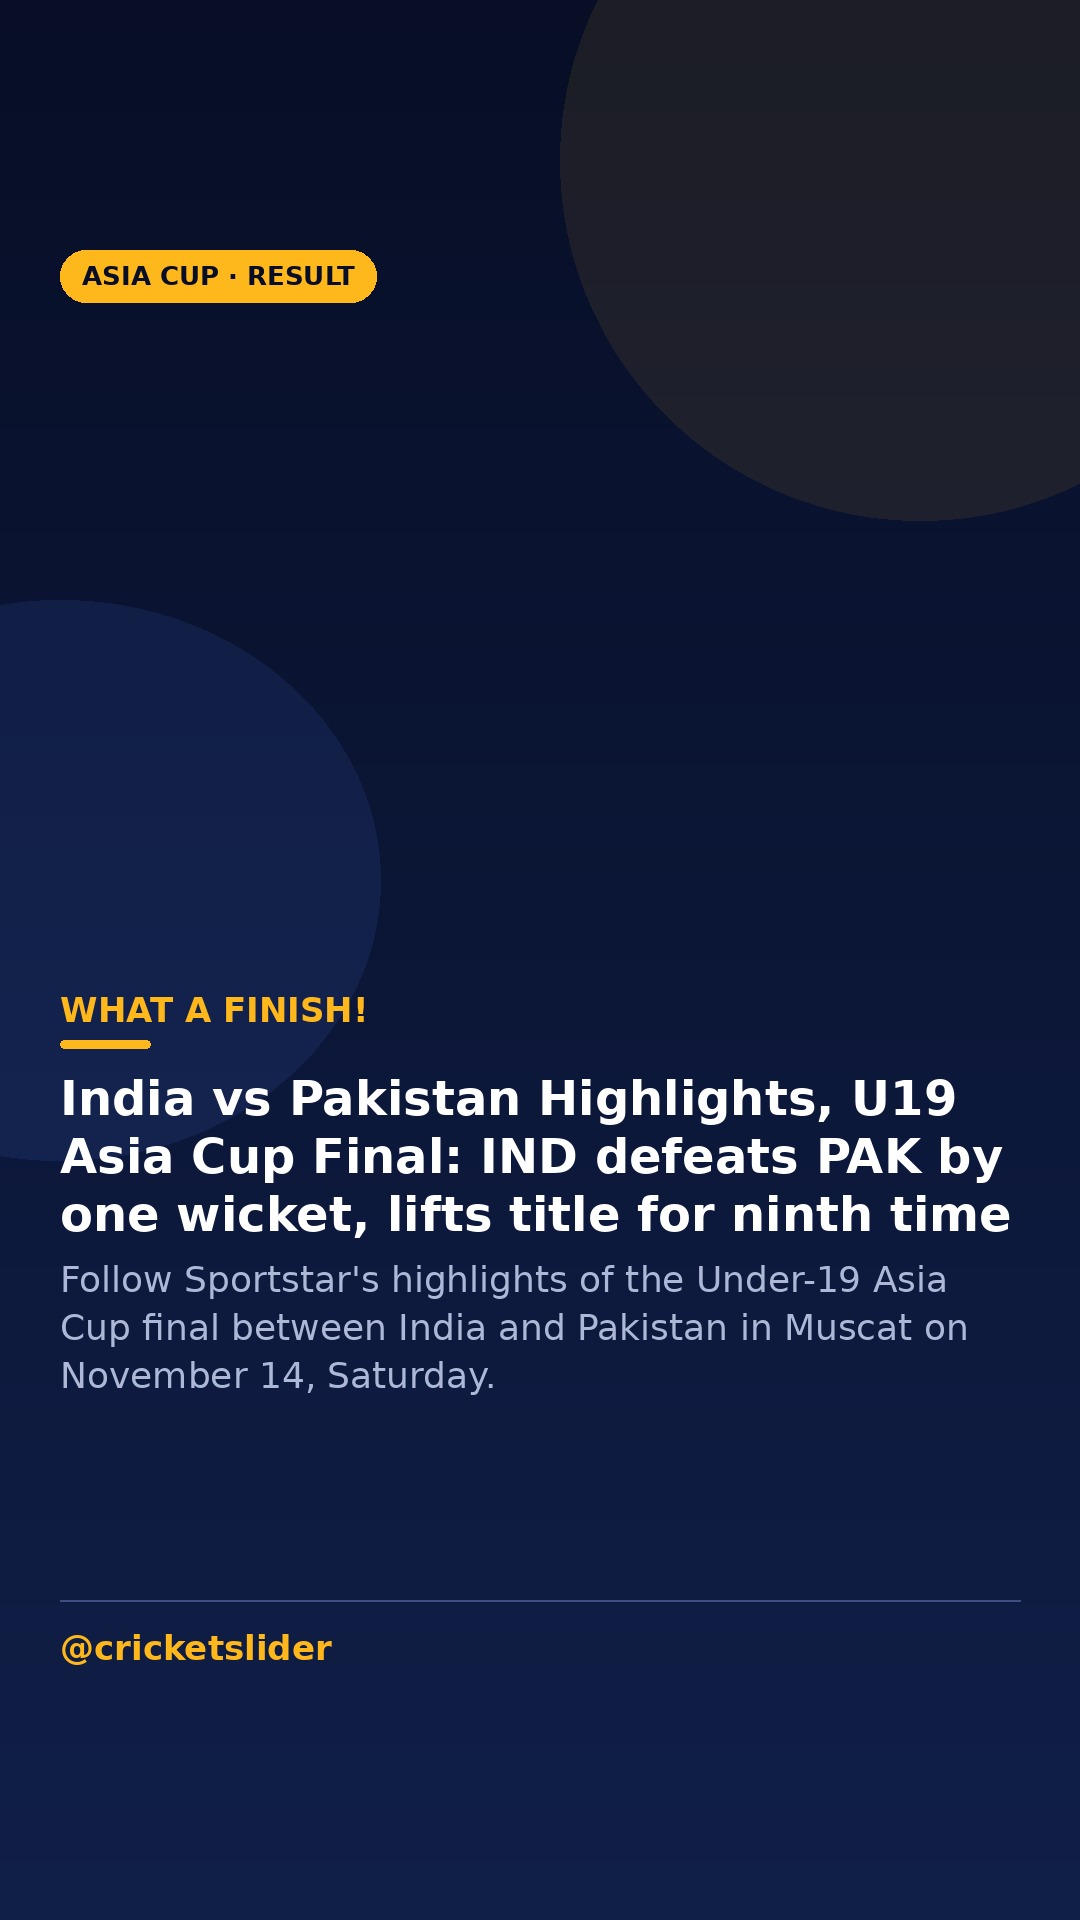 ASIA CUP · RESULT
WHAT A FINISH!
India vs Pakistan Highlights, U19
Asia Cup Final: IND defeats PAK by
one wicket, lifts title for ninth time
Follow Sportstar's highlights of the Under-19 Asia
Cup final between India and Pakistan in Muscat on
November 14, Saturday.
@cricketslider